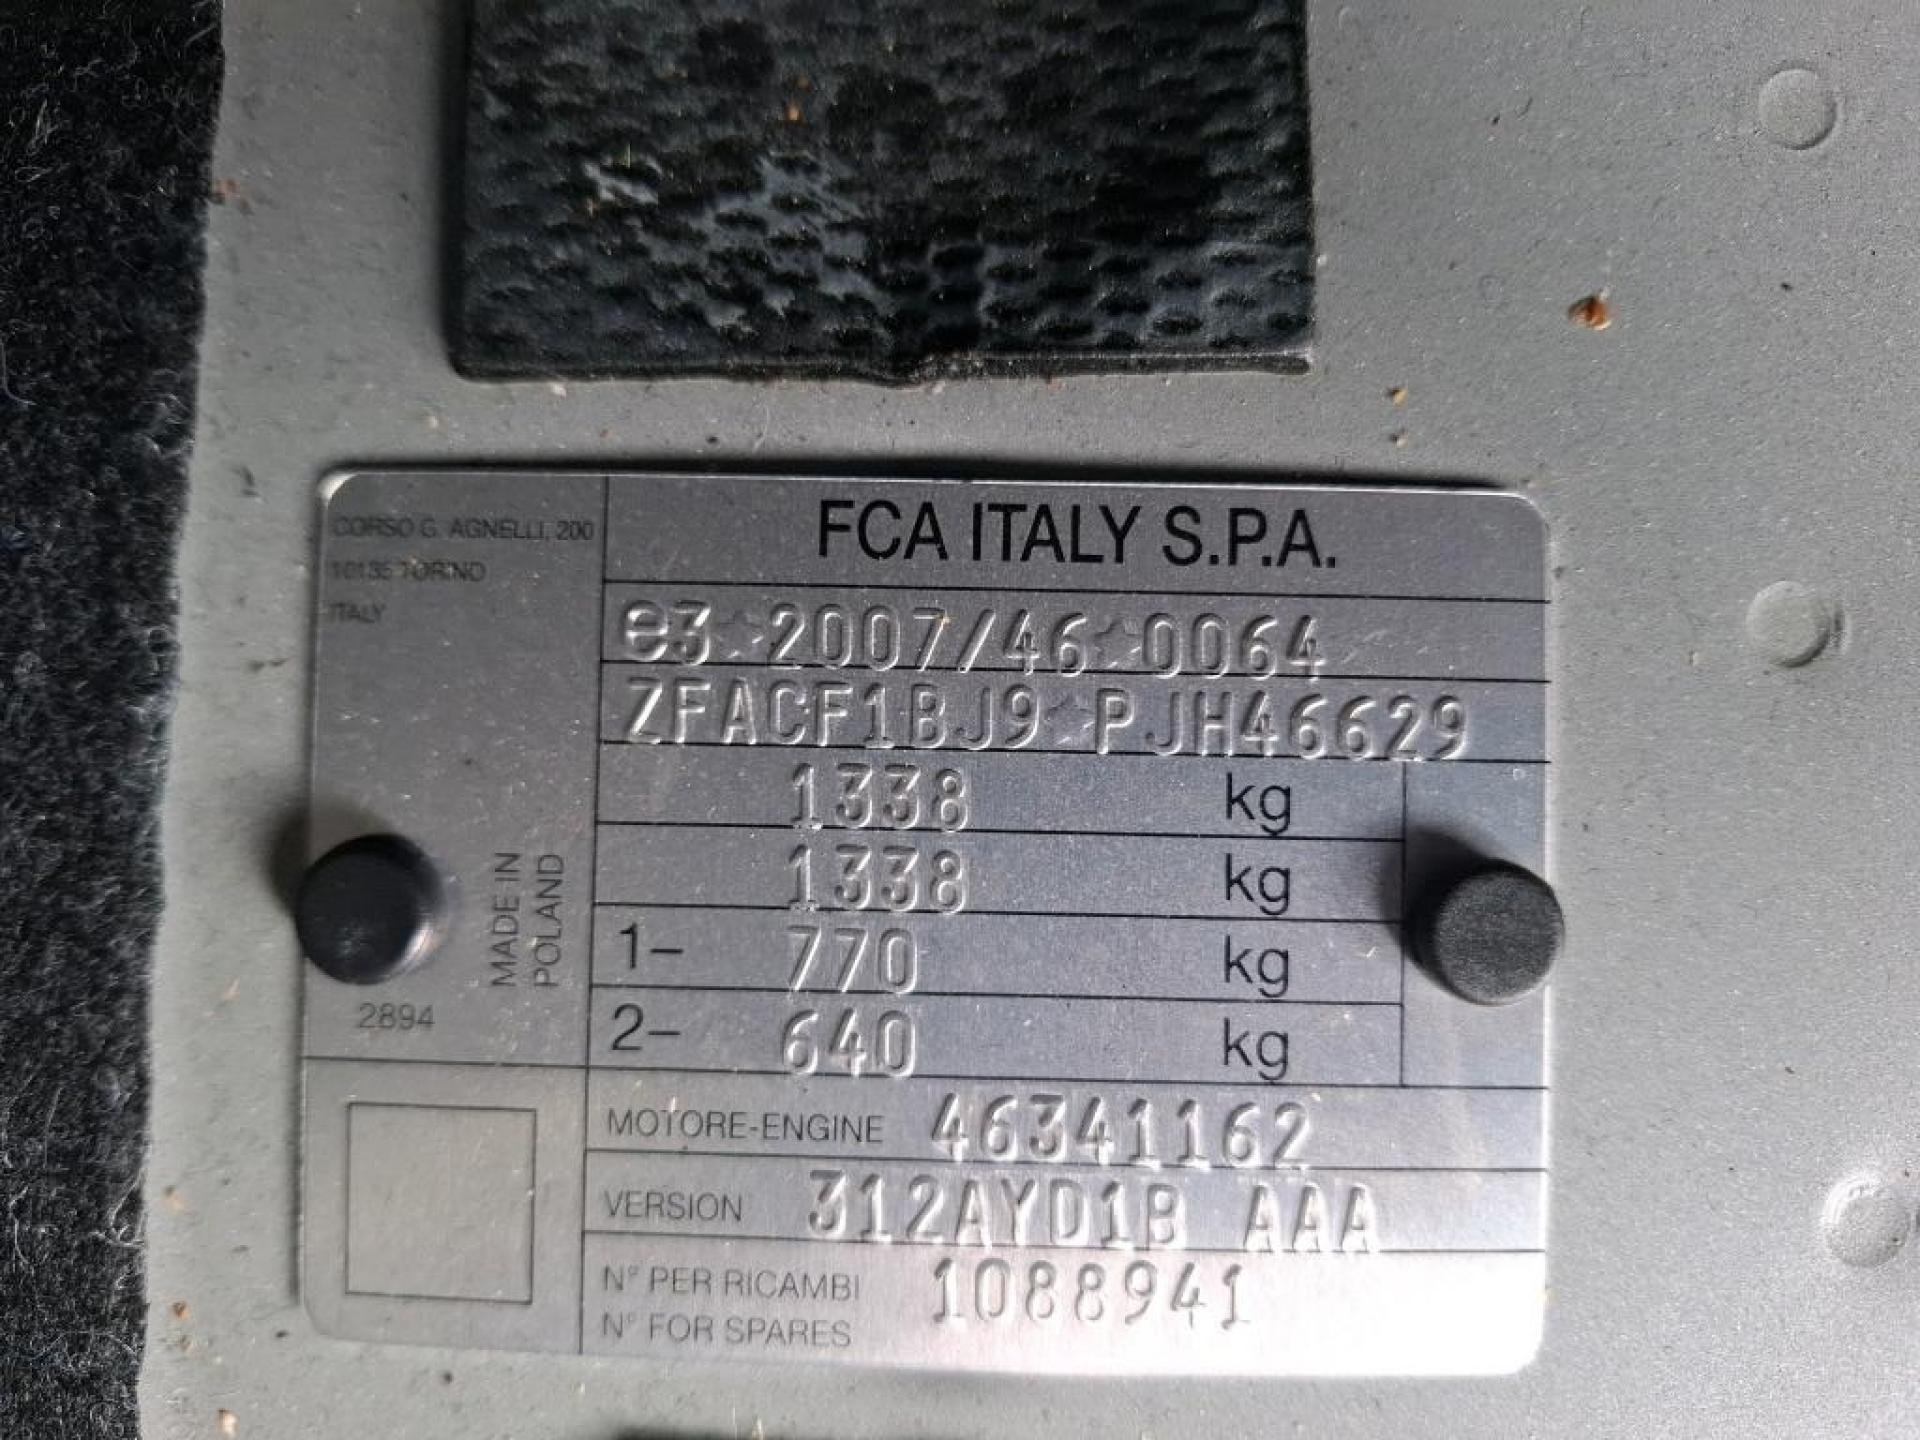 CORSO G. AGNELLI, 200
10135 TORINO
ITALY
FCA ITALY S.P.A.
e3☆2007/46☆0064
ZFACF1BJ9☆PJH46629
1338 kg
1338 kg
1- 770 kg
2- 640 kg
MADE IN
POLAND
2894
MOTORE-ENGINE 46341162
VERSION 312AYD1B AAA
Nº PER RICAMBI 1088941
Nº FOR SPARES